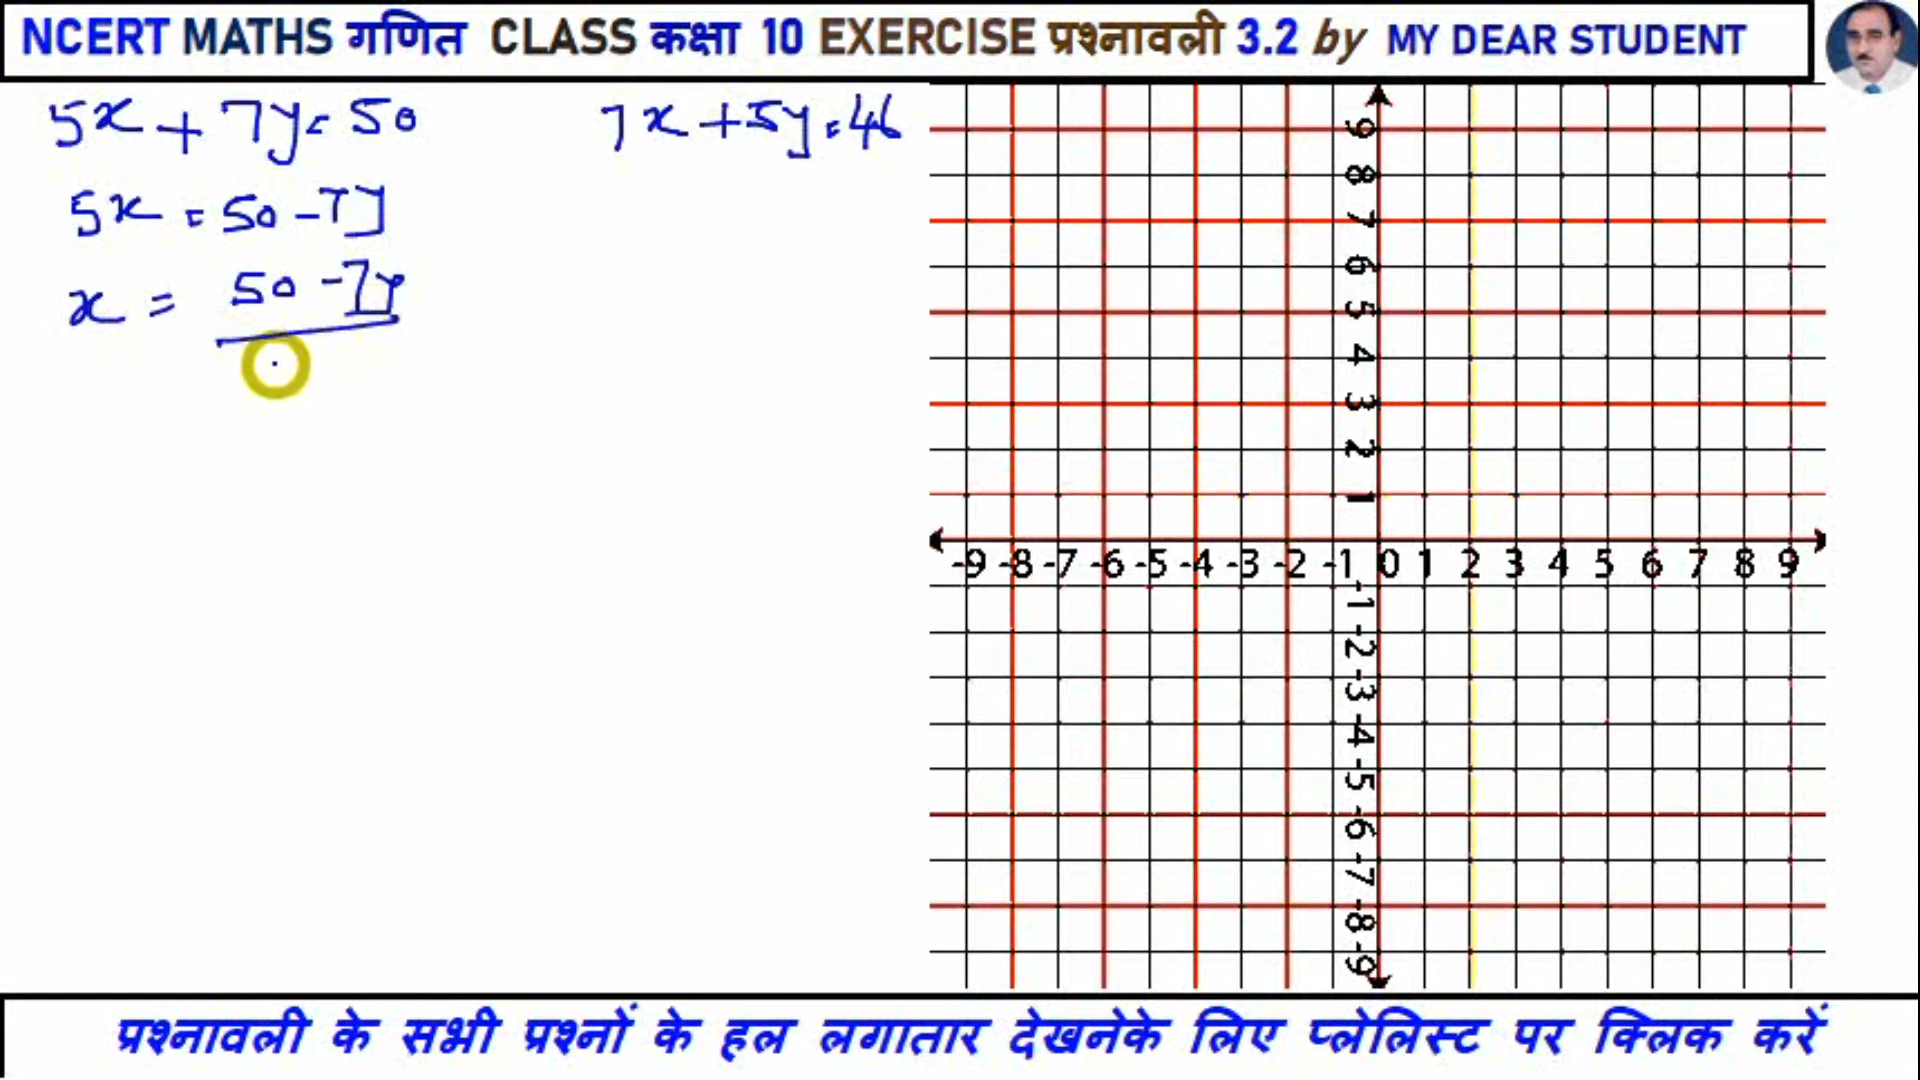 NCERT MATHS गणित CLASS कक्षा 10 EXERCISE प्रश्नावली 3.2 by MY DEAR STUDENT
5x + 7y = 50
7x + 5y = 46
5x = 50 - 7y
x = 50 - 7y
9
8
7
6
5
4
3
2
1
-9 -8 -7 -6 -5 -4 -3 -2 -1 0 1 2 3 4 5 6 7 8 9
-1
-2
-3
-4
-5
-6
-7
-8
-9
प्रश्नावली के सभी प्रश्नों के हल लगातार देखनेके लिए प्लेलिस्ट पर क्लिक करें